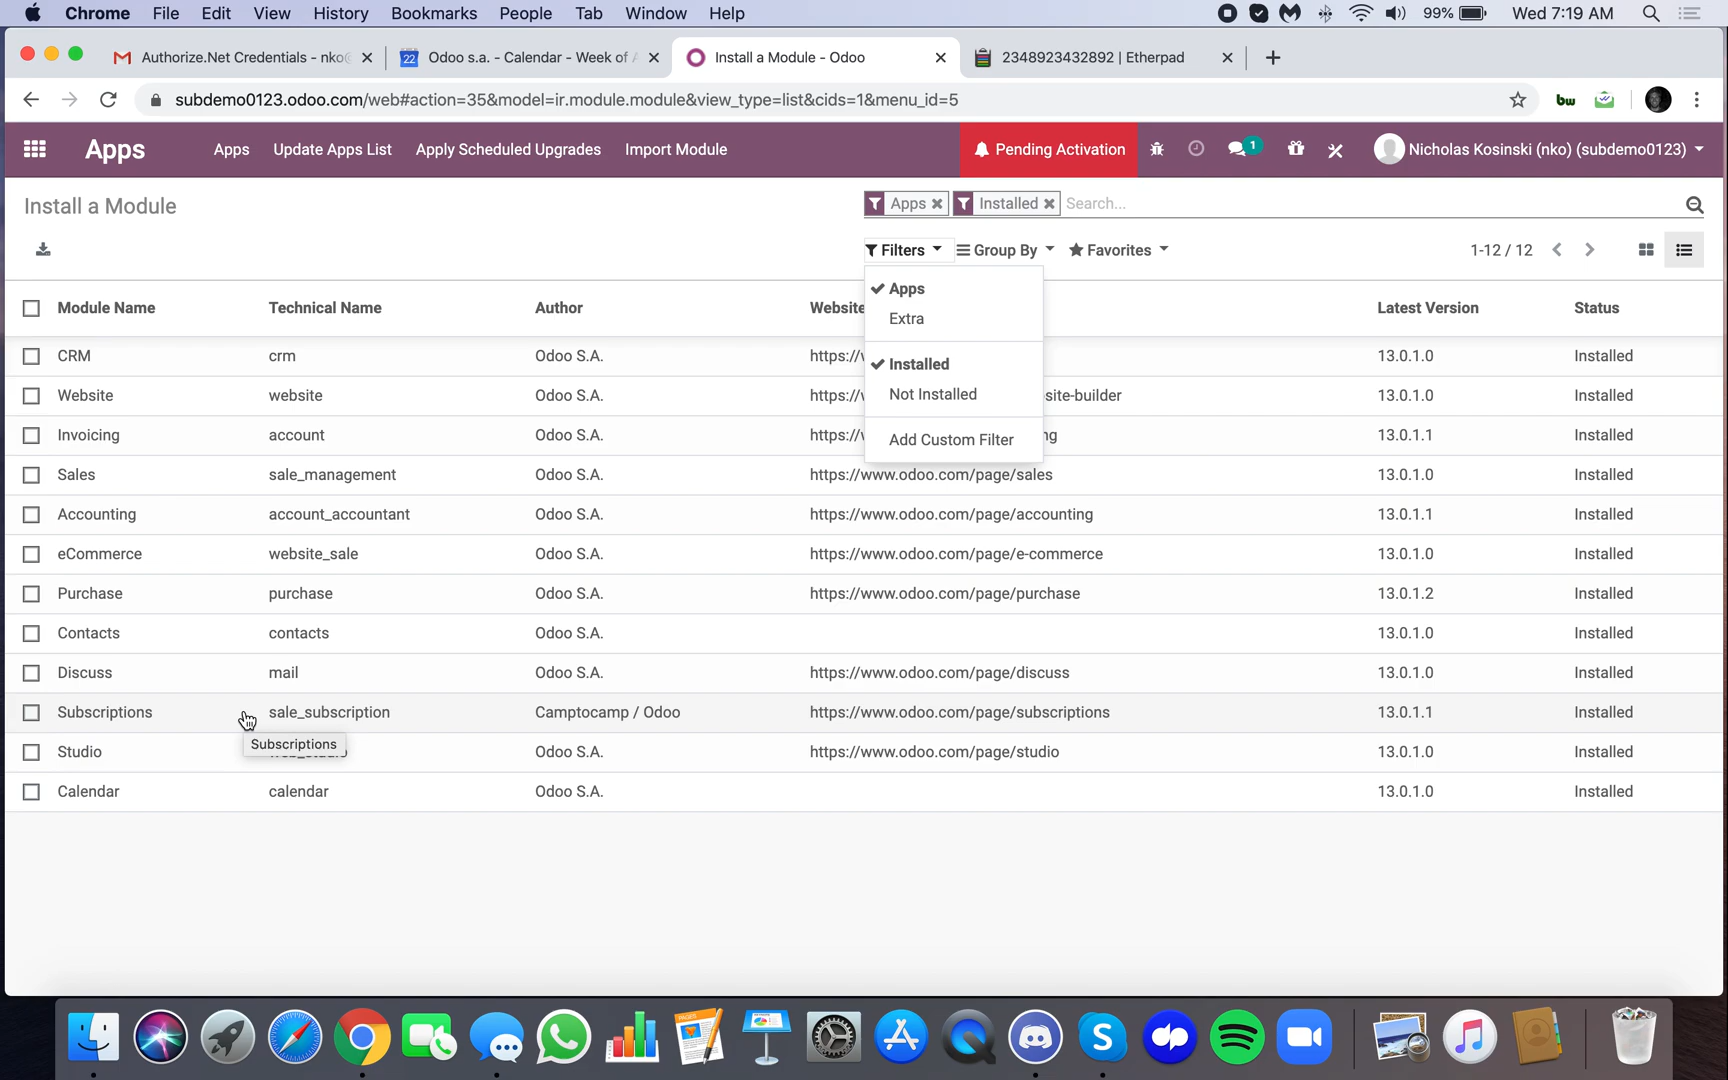 Chrome File Edit View History Bookmarks People Tab Window Help 99% Wed 7:19 AM
Authorize.Net Credentials - nko@ Odoo s.a. - Calendar - Week of Install a Module - Odoo 2348923432892 | Etherpad
subdemo0123.odoo.com/web#action=35&model=ir.module.module&view_type=list&cids=1&menu_id=5 bw
Apps Apps Update Apps List Apply Scheduled Upgrades Import Module Pending Activation 1 Nicholas Kosinski (nko) (subdemo0123)
Install a Module Apps Installed Search...
Filters Group By Favorites 1-12 / 12
Apps
Extra
Installed
Not Installed
Add Custom Filter
Module Name Technical Name Author Website Latest Version Status
CRM crm Odoo S.A. 13.0.1.0 Installed
Website website Odoo S.A. site-builder 13.0.1.0 Installed
Invoicing account Odoo S.A. 13.0.1.1 Installed
Sales sale_management Odoo S.A. https://www.odoo.com/page/sales 13.0.1.0 Installed
Accounting account_accountant Odoo S.A. https://www.odoo.com/page/accounting 13.0.1.1 Installed
eCommerce website_sale Odoo S.A. https://www.odoo.com/page/e-commerce 13.0.1.0 Installed
Purchase purchase Odoo S.A. https://www.odoo.com/page/purchase 13.0.1.2 Installed
Contacts contacts Odoo S.A. 13.0.1.0 Installed
Discuss mail Odoo S.A. https://www.odoo.com/page/discuss 13.0.1.0 Installed
Subscriptions sale_subscription Camptocamp / Odoo https://www.odoo.com/page/subscriptions 13.0.1.1 Installed
Subscriptions
Studio Odoo S.A. https://www.odoo.com/page/studio 13.0.1.0 Installed
Calendar calendar Odoo S.A. 13.0.1.0 Installed